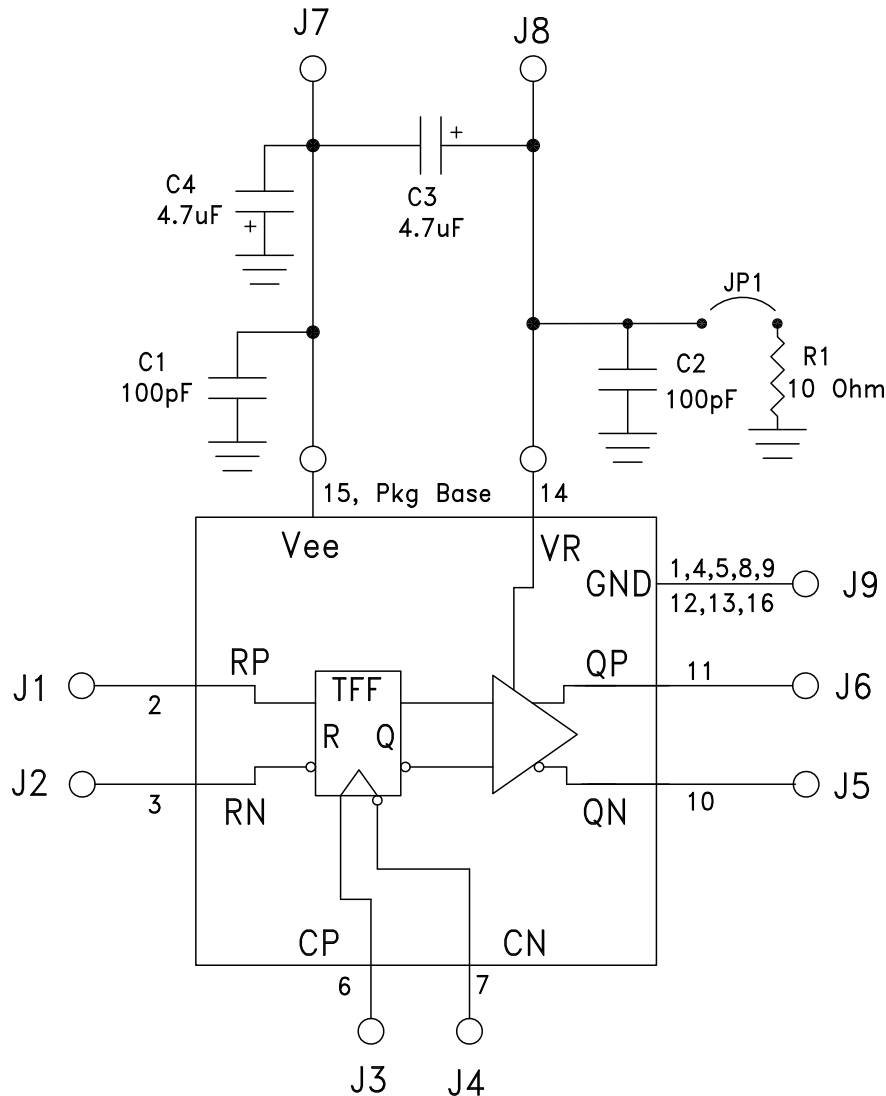 J7
J8
+
C4
4.7uF
+
C3
4.7uF
JP1
C1
100pF
C2
100pF
R1
10 Ohm
15, Pkg Base
14
Vee
VR
GND
1,4,5,8,9
12,13,16
J9
J1
2
RP
TFF
R
Q
QP
11
J6
J2
3
RN
QN
10
J5
CP
CN
6
7
J3
J4